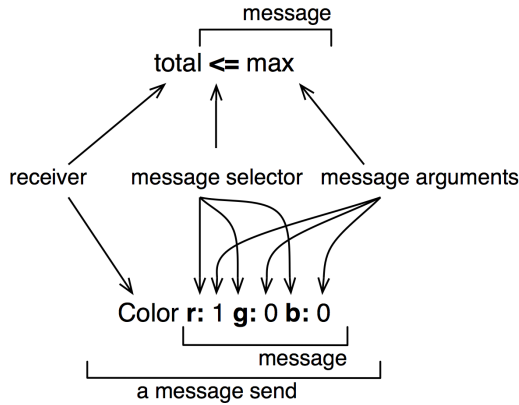 message
total <= max
receiver message selector message arguments
Color r: 1 g: 0 b: 0
message
a message send